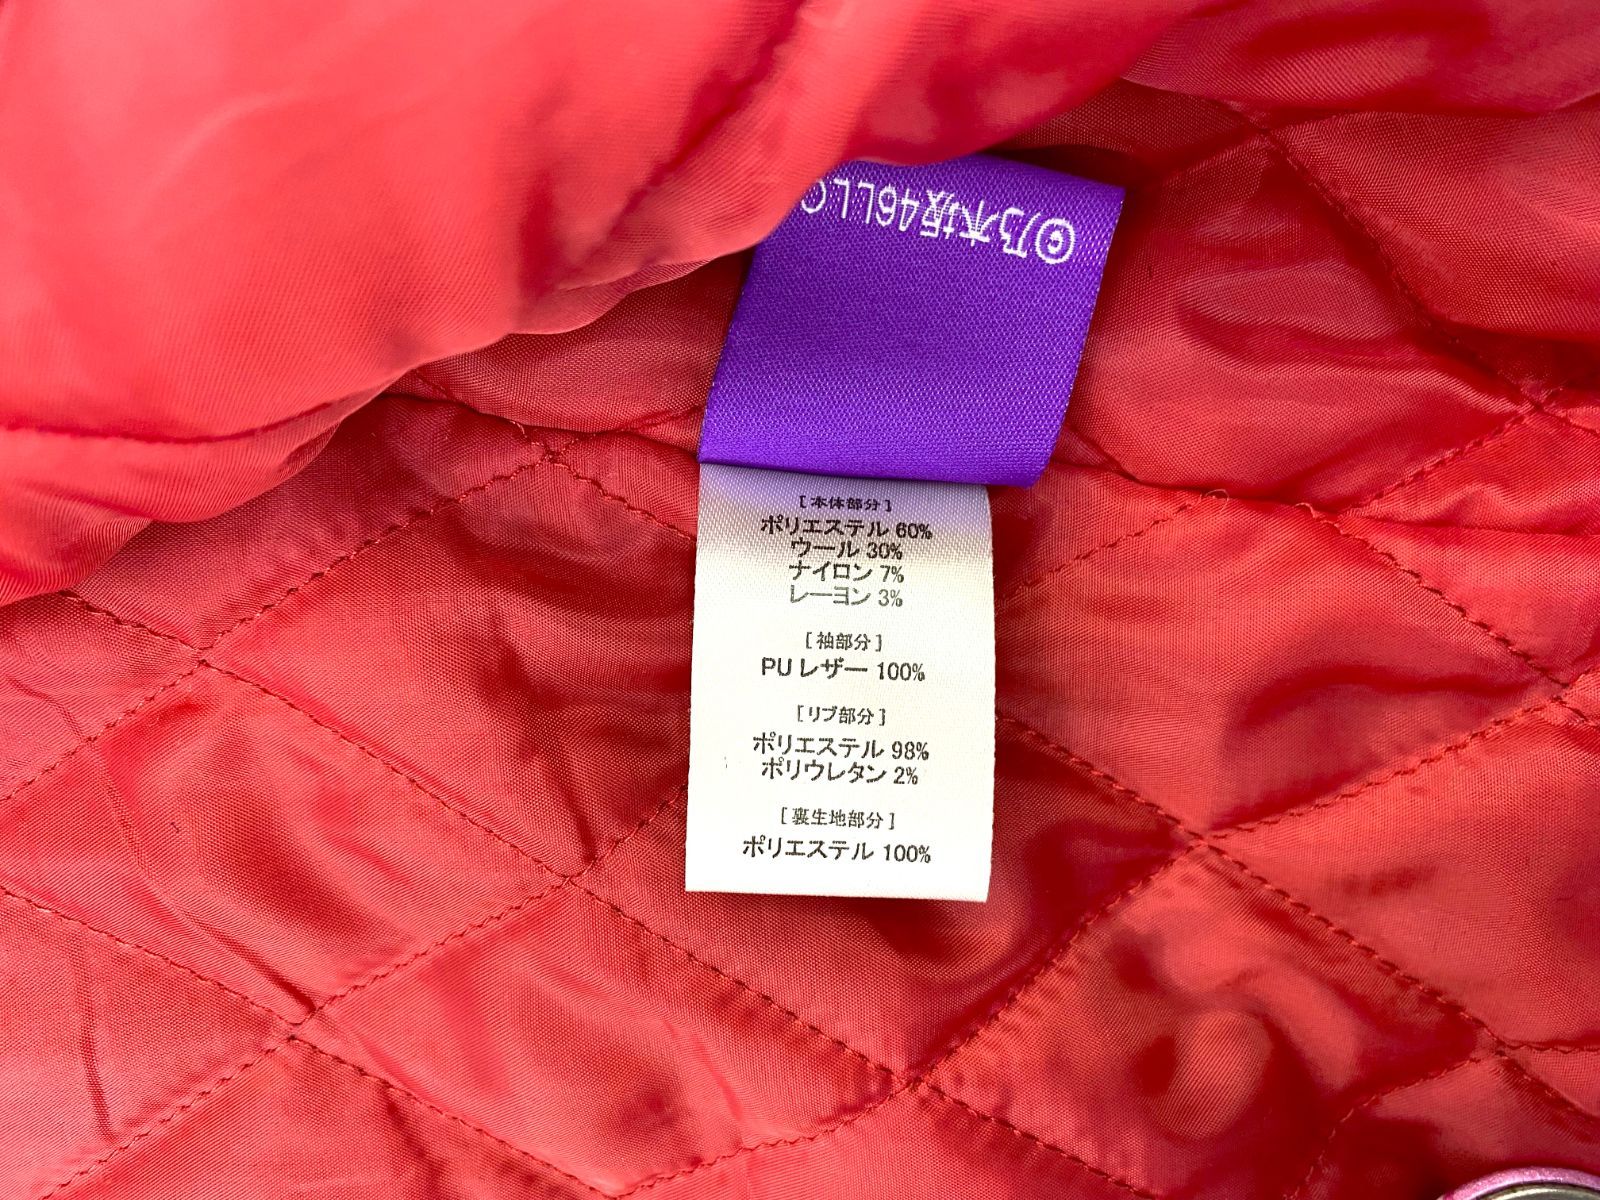 ©乃木坂46LLC
[本体部分]
ポリエステル 60%
ウール 30%
ナイロン 7%
レーヨン 3%
[袖部分]
PUレザー 100%
[リブ部分]
ポリエステル 98%
ポリウレタン 2%
[裏生地部分]
ポリエステル 100%